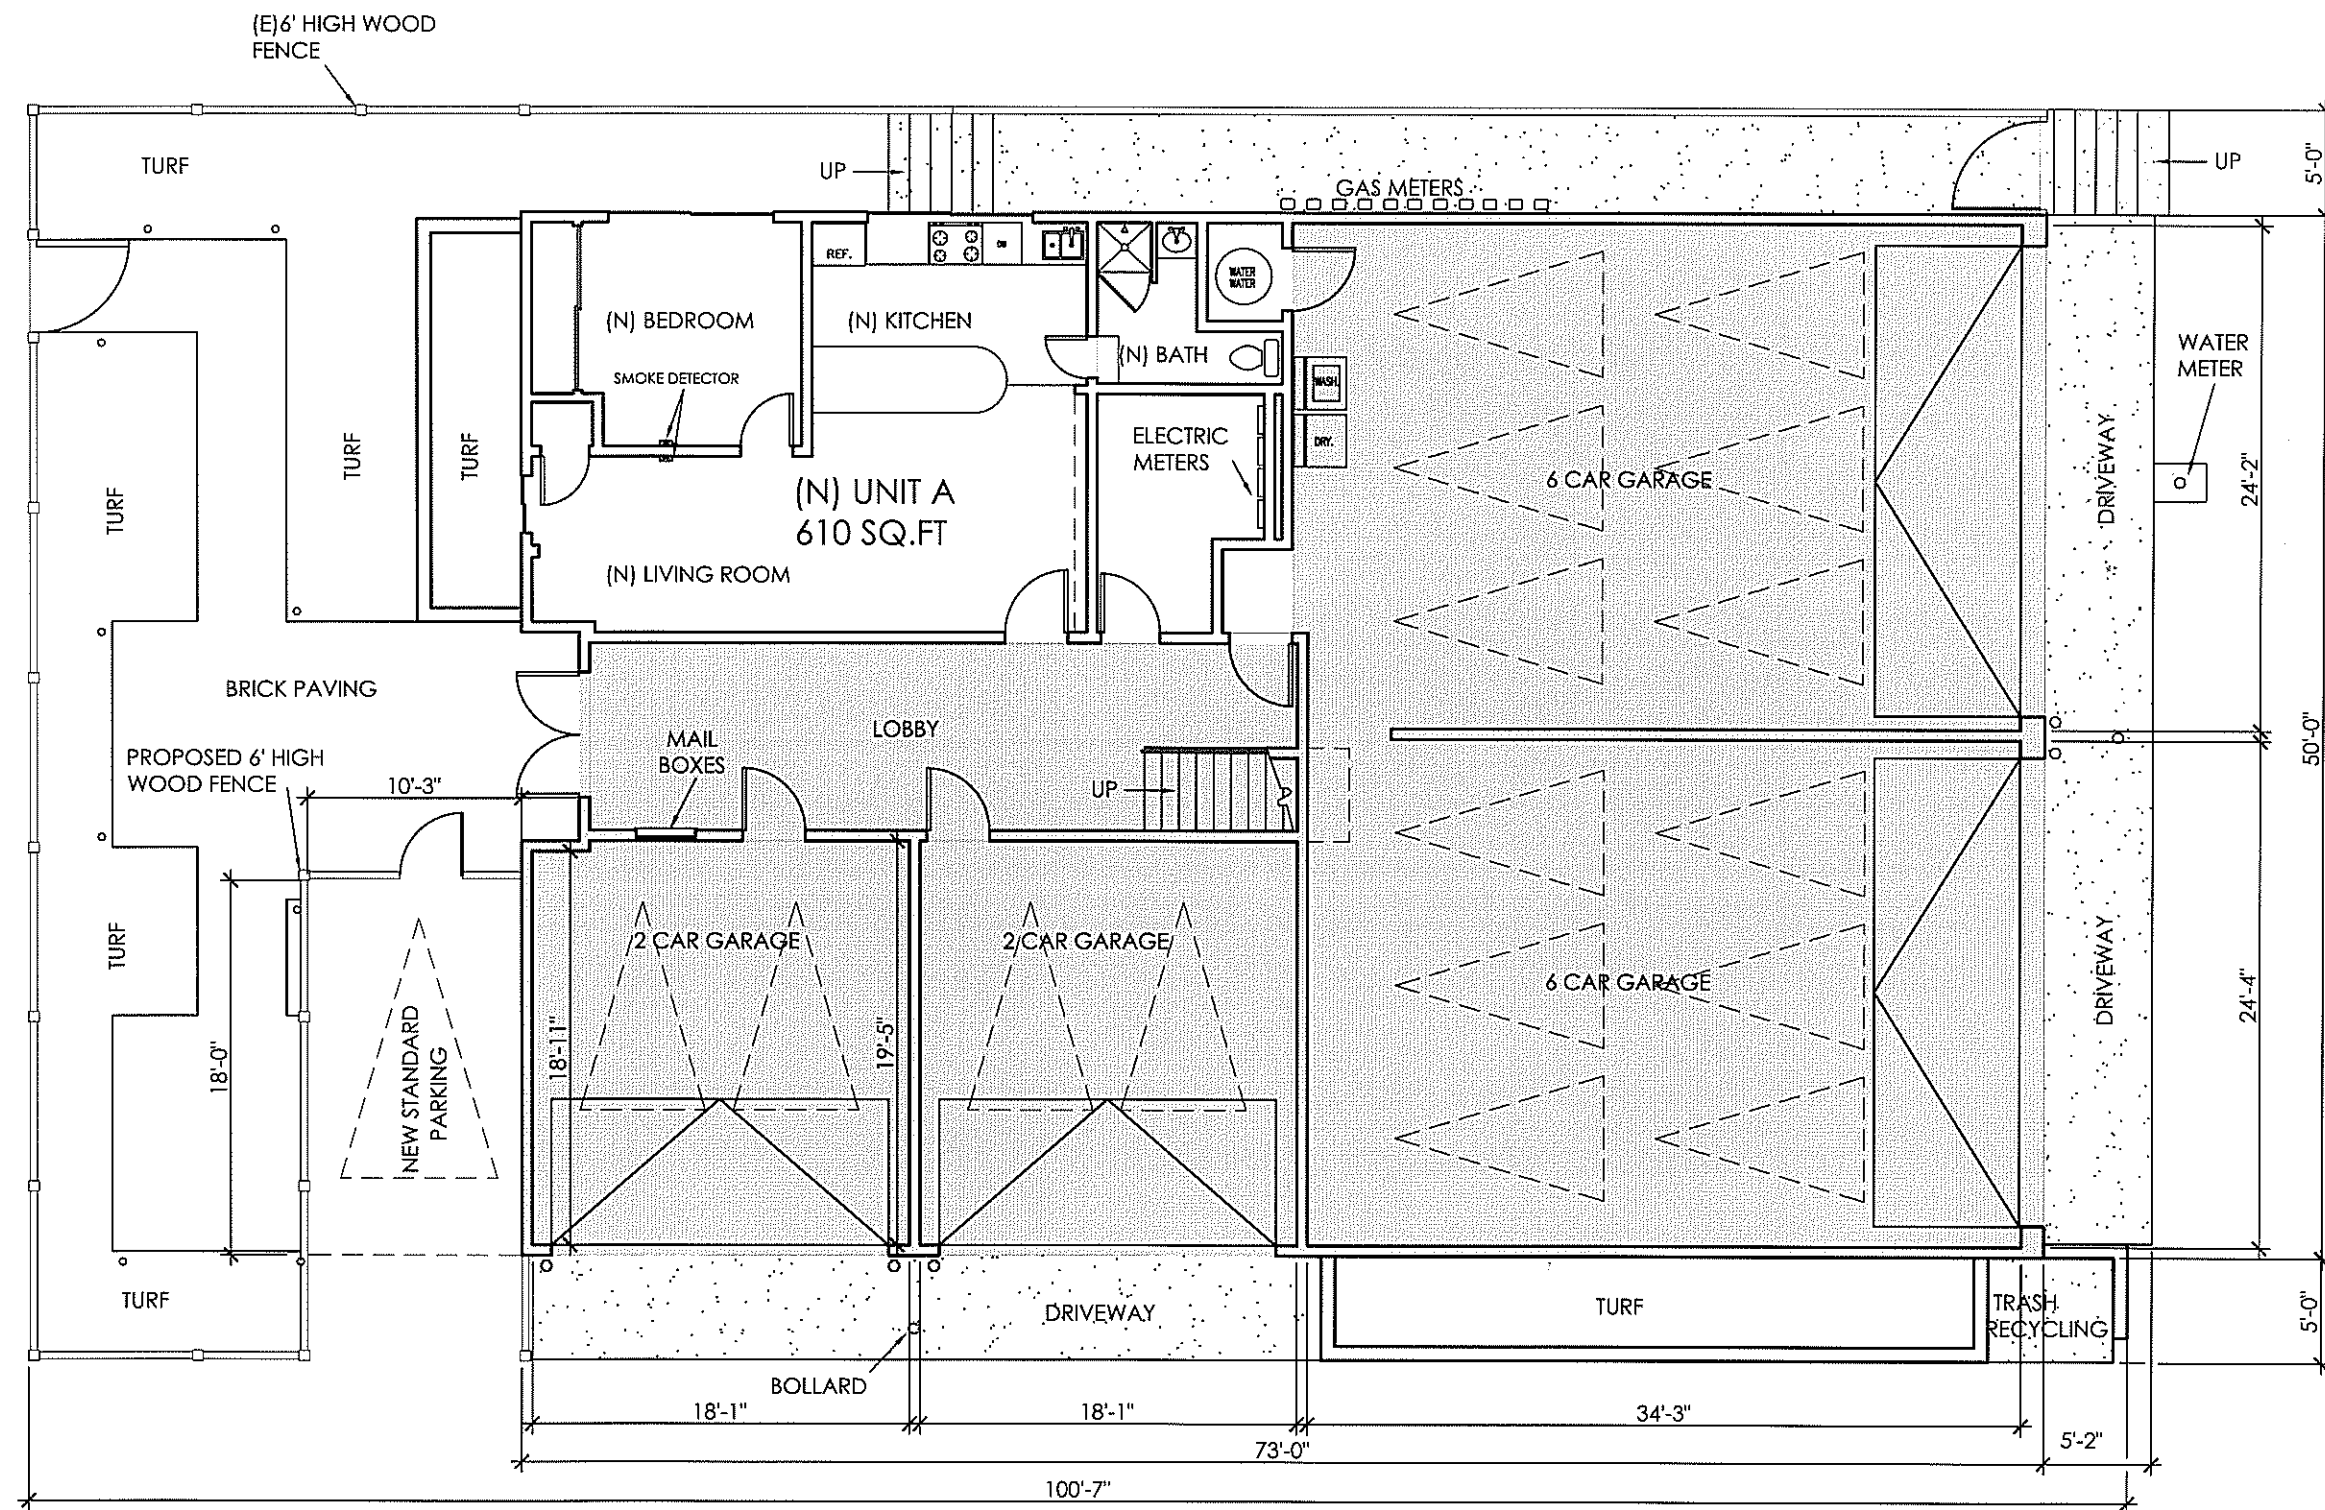 (E)6' HIGH WOOD
FENCE
TURF
UP
GAS METERS
UP
5'-0"
REF.
DW
WATER
WATER
(N) BEDROOM
(N) KITCHEN
(N) BATH
SMOKE DETECTOR
WASH.
DRY.
WATER
METER
TURF
TURF
TURF
ELECTRIC
METERS
6 CAR GARAGE
DRIVEWAY
24'-2"
(N) UNIT A
610 SQ.FT
(N) LIVING ROOM
BRICK PAVING
LOBBY
MAIL
BOXES
UP
50'-0"
PROPOSED 6' HIGH
WOOD FENCE
10'-3"
TURF
2 CAR GARAGE
2 CAR GARAGE
6 CAR GARAGE
DRIVEWAY
24'-4"
NEW STANDARD
PARKING
18'-0"
18'-11"
19'-5"
TURF
DRIVEWAY
TURF
TRASH
RECYCLING
5'-0"
BOLLARD
18'-1"
18'-1"
34'-3"
73'-0"
5'-2"
100'-7"